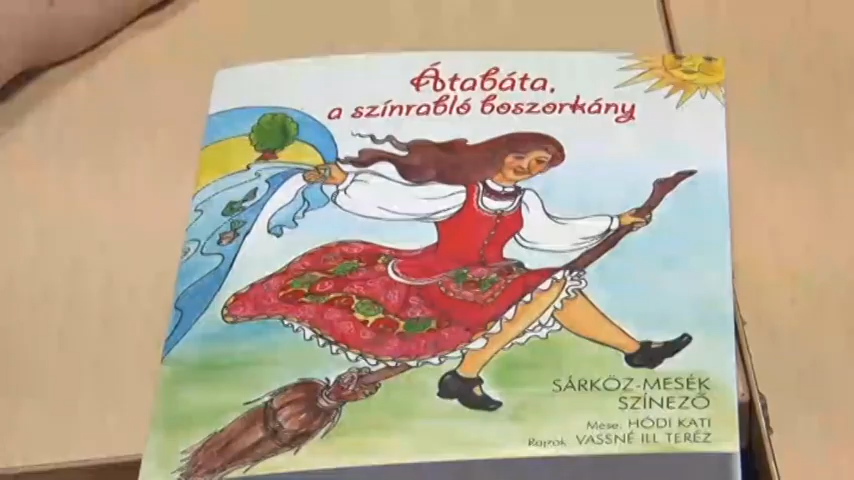 Átabáta,
a színrabló boszorkány
SÁRKÖZ-MESÉK
SZÍNEZŐ
Mese: HÓDI KATI
Rajzok: VASSNÉ ILL TERÉZ